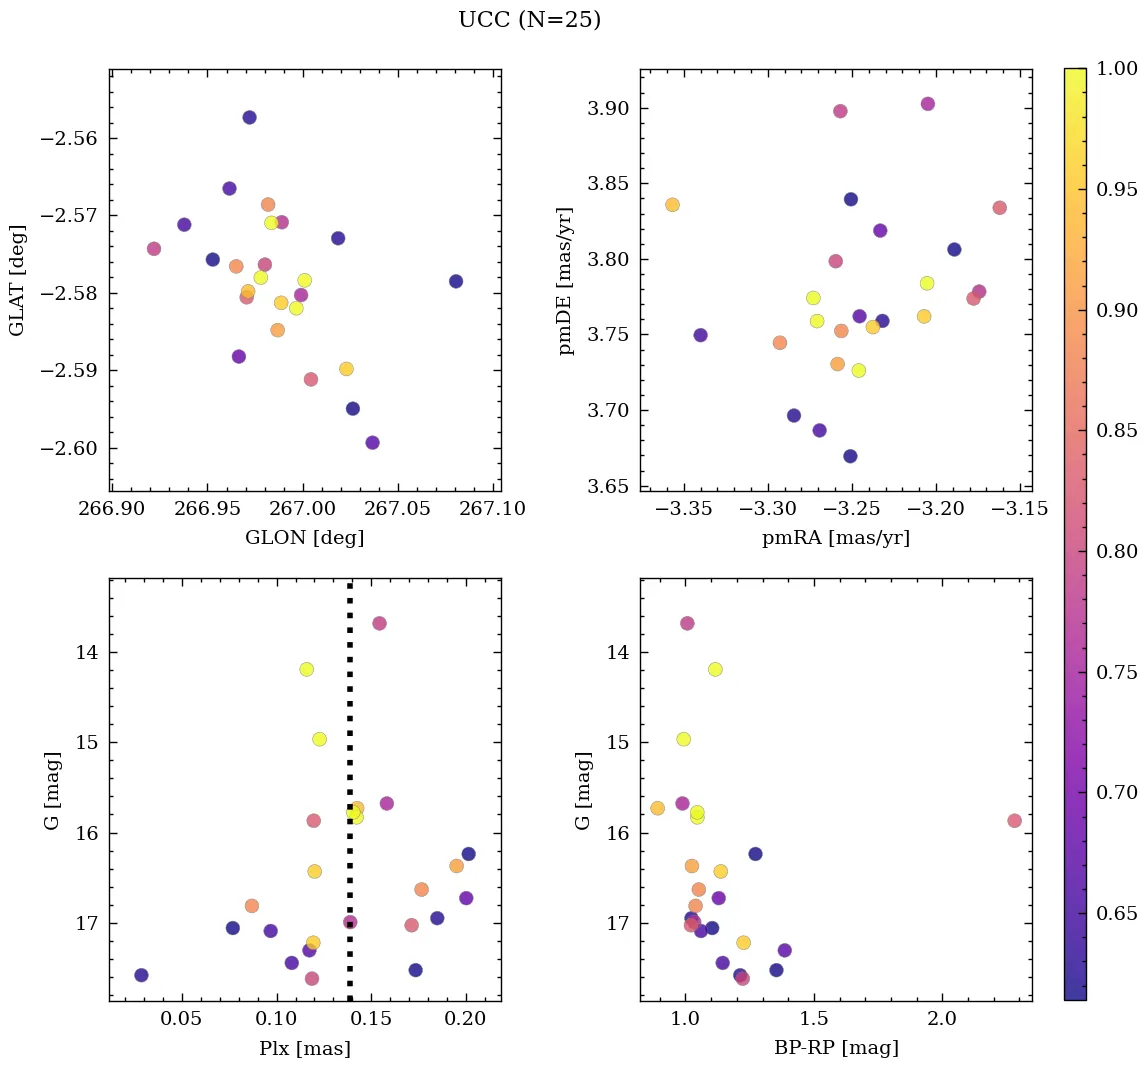 UCC (N=25)
−2.56
−2.57
−2.58
−2.59
−2.60
GLAT [deg]
266.90 266.95 267.00 267.05 267.10
GLON [deg]
3.90
3.85
3.80
3.75
3.70
3.65
pmDE [mas/yr]
−3.35 −3.30 −3.25 −3.20 −3.15
pmRA [mas/yr]
14
15
16
17
G [mag]
0.05 0.10 0.15 0.20
Plx [mas]
14
15
16
17
G [mag]
1.0 1.5 2.0
BP-RP [mag]
1.00
0.95
0.90
0.85
0.80
0.75
0.70
0.65